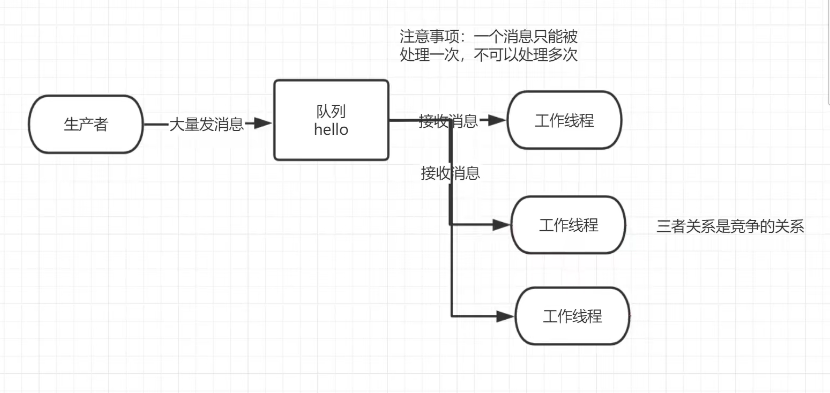 注意事项：一个消息只能被
处理一次，不可以处理多次
生产者
大量发消息
队列
hello
接收消息
工作线程
接收消息
工作线程
三者关系是竞争的关系
工作线程